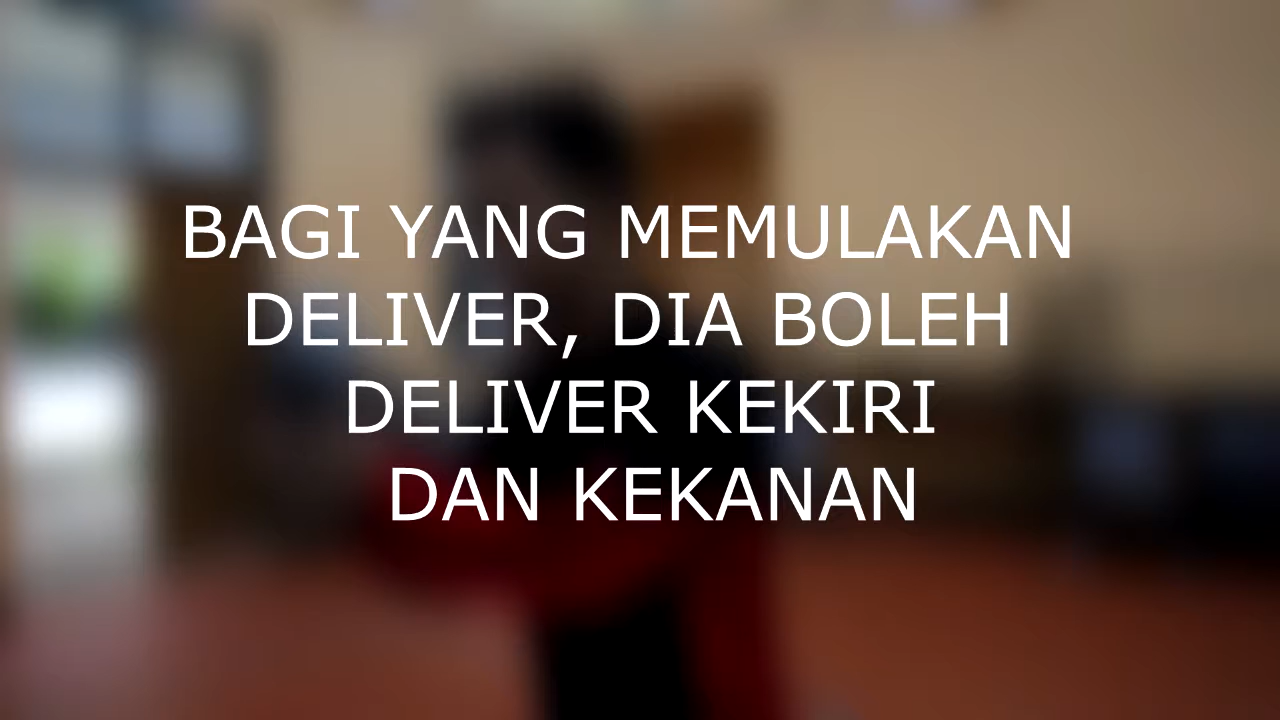 BAGI YANG MEMULAKAN
DELIVER, DIA BOLEH
DELIVER KEKIRI
DAN KEKANAN